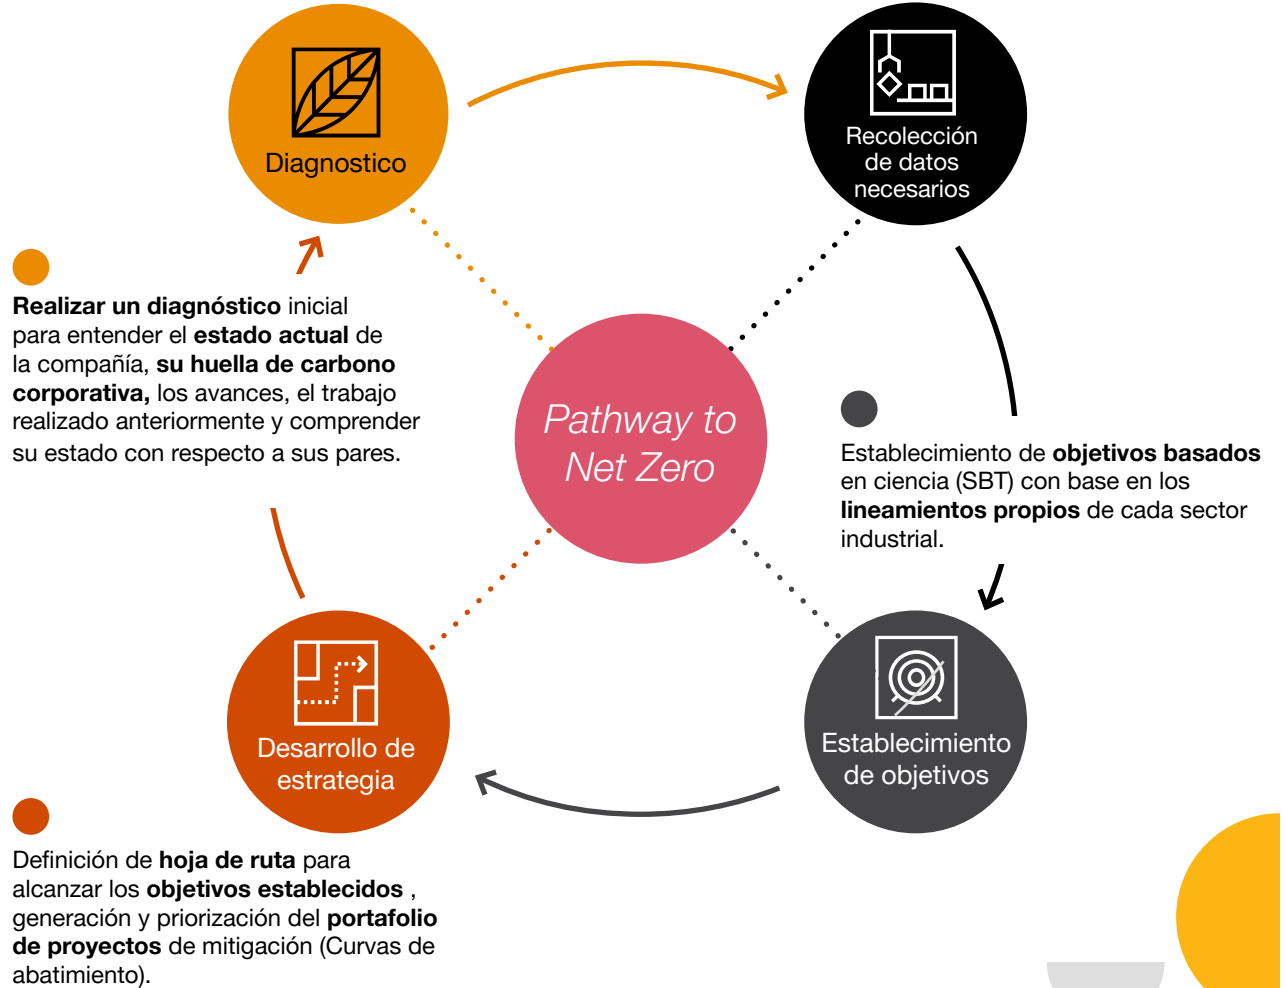 Diagnostico
Recolección
de datos
necesarios
Realizar un diagnóstico inicial
para entender el estado actual de
la compañía, su huella de carbono
corporativa, los avances, el trabajo
realizado anteriormente y comprender
su estado con respecto a sus pares.
Pathway to
Net Zero
Establecimiento de objetivos basados
en ciencia (SBT) con base en los
lineamientos propios de cada sector
industrial.
Desarrollo de
estrategia
Establecimiento
de objetivos
Definición de hoja de ruta para
alcanzar los objetivos establecidos ,
generación y priorización del portafolio
de proyectos de mitigación (Curvas de
abatimiento).